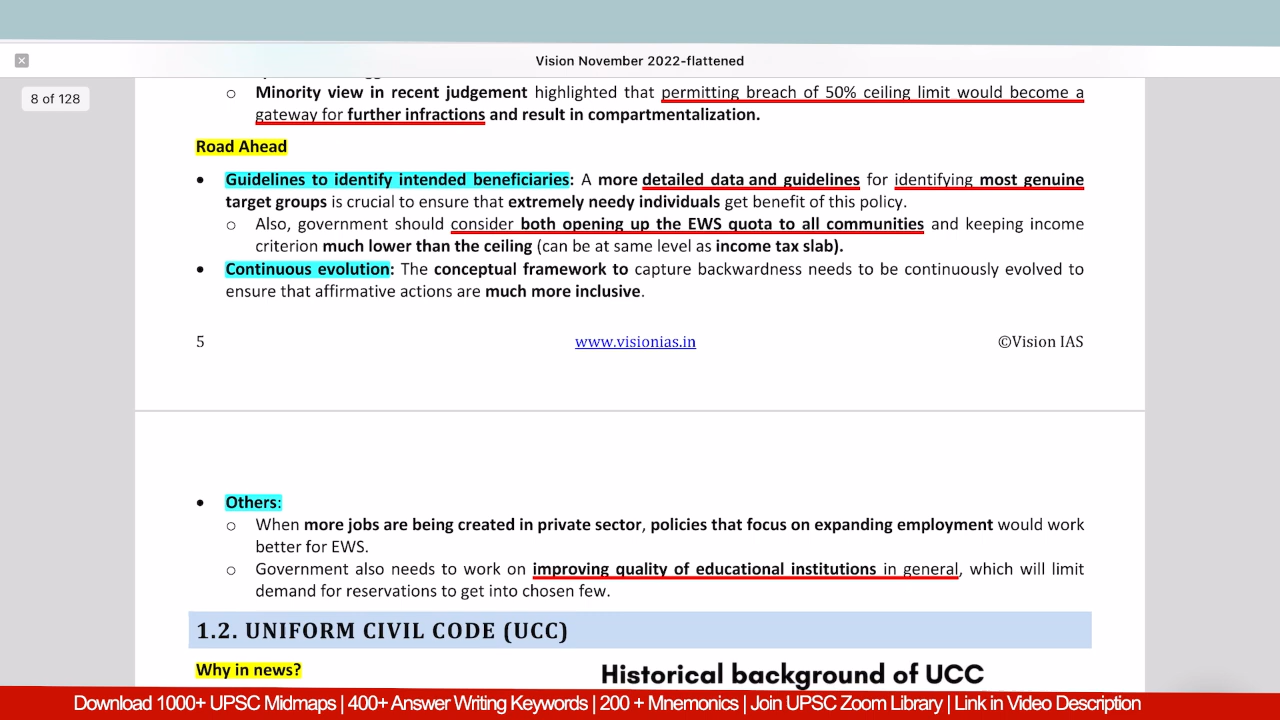 Vision November 2022-flattened
8 of 128
○ Minority view in recent judgement highlighted that permitting breach of 50% ceiling limit would become a
gateway for further infractions and result in compartmentalization.
Road Ahead
• Guidelines to identify intended beneficiaries: A more detailed data and guidelines for identifying most genuine
target groups is crucial to ensure that extremely needy individuals get benefit of this policy.
○ Also, government should consider both opening up the EWS quota to all communities and keeping income
criterion much lower than the ceiling (can be at same level as income tax slab).
• Continuous evolution: The conceptual framework to capture backwardness needs to be continuously evolved to
ensure that affirmative actions are much more inclusive.
5 www.visionias.in ©Vision IAS
• Others:
○ When more jobs are being created in private sector, policies that focus on expanding employment would work
better for EWS.
○ Government also needs to work on improving quality of educational institutions in general, which will limit
demand for reservations to get into chosen few.
1.2. UNIFORM CIVIL CODE (UCC)
Why in news?
Historical background of UCC
Download 1000+ UPSC Midmaps | 400+ Answer Writing Keywords | 200 + Mnemonics | Join UPSC Zoom Library | Link in Video Description